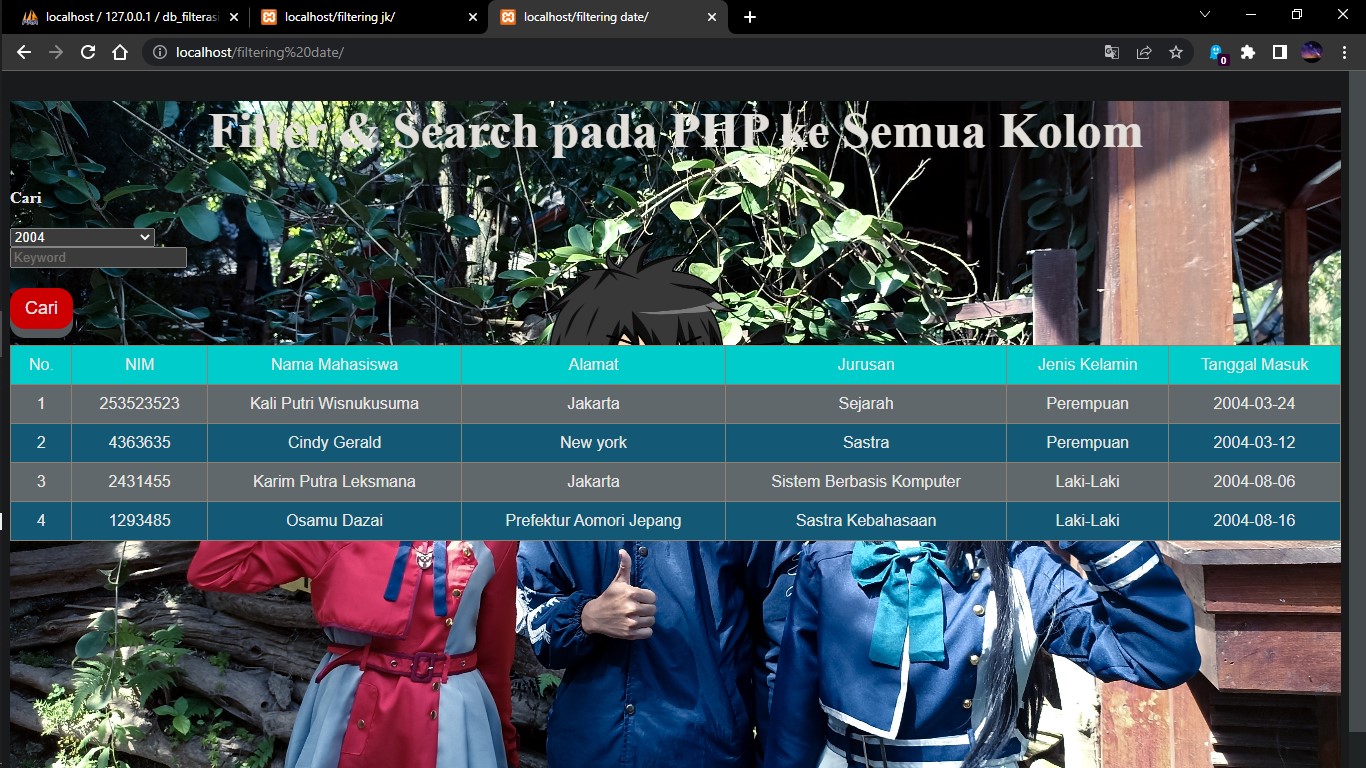 localhost / 127.0.0.1 / db_filteras
localhost/filtering jk/
localhost/filtering date/
localhost/filtering%20date/
0
Filter & Search pada PHP ke Semua Kolom
Cari
2004
Keyword
Cari
No. NIM Nama Mahasiswa Alamat Jurusan Jenis Kelamin Tanggal Masuk
1 253523523 Kali Putri Wisnukusuma Jakarta Sejarah Perempuan 2004-03-24
2 4363635 Cindy Gerald New york Sastra Perempuan 2004-03-12
3 2431455 Karim Putra Leksmana Jakarta Sistem Berbasis Komputer Laki-Laki 2004-08-06
4 1293485 Osamu Dazai Prefektur Aomori Jepang Sastra Kebahasaan Laki-Laki 2004-08-16